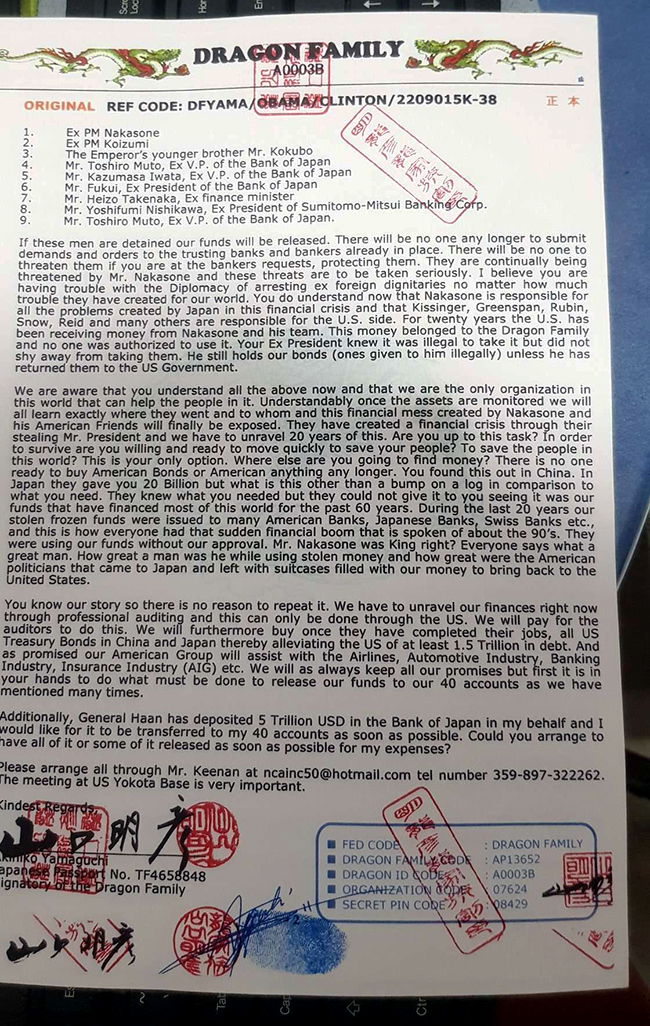 DRAGON FAMILY
A0003B
ORIGINAL REF CODE: DFYAMA/OBAMA/CLINTON/2209015K-38 正 本
1. Ex PM Nakasone
2. Ex PM Koizumi
3. The Emperor's younger brother Mr. Kokubo
4. Mr. Toshiro Muto, Ex V.P. of the Bank of Japan
5. Mr. Kazumasa Iwata, Ex V.P. of the Bank of Japan
6. Mr. Fukui, Ex President of the Bank of Japan
7. Mr. Heizo Takenaka, Ex finance minister
8. Mr. Yoshifumi Nishikawa, Ex President of Sumitomo-Mitsui Banking Corp.
9. Mr. Toshiro Muto, Ex V.P. of the Bank of Japan.
If these men are detained our funds will be released. There will be no one any longer to submit
demands and orders to the trusting banks and bankers already in place. There will be no one to
threaten them if you are at the bankers requests, protecting them. They are continually being
threatened by Mr. Nakasone and these threats are to be taken seriously. I believe you are
having trouble with the Diplomacy of arresting ex foreign dignitaries no matter how much
trouble they have created for our world. You do understand now that Nakasone is responsible for
all the problems created by Japan in this financial crisis and that Kissinger, Greenspan, Rubin,
Snow, Reid and many others are responsible for the U.S. side. For twenty years the U.S. has
been receiving money from Nakasone and his team. This money belonged to the Dragon Family
and no one was authorized to use it. Your Ex President knew it was illegal to take it but did not
shy away from taking them. He still holds our bonds (ones given to him illegally) unless he has
returned them to the US Government.
We are aware that you understand all the above now and that we are the only organization in
this world that can help the people in it. Understandably once the assets are monitored we will
all learn exactly where they went and to whom and this financial mess created by Nakasone and
his American Friends will finally be exposed. They have created a financial crisis through their
stealing Mr. President and we have to unravel 20 years of this. Are you up to this task? In order
to survive are you willing and ready to move quickly to save your people? To save the people in
this world? This is your only option. Where else are you going to find money? There is no one
ready to buy American Bonds or American anything any longer. You found this out in China. In
Japan they gave you 20 Billion but what is this other than a bump on a log in comparison to
what you need. They knew what you needed but they could not give it to you seeing it was our
funds that have financed most of this world for the past 60 years. During the last 20 years our
stolen frozen funds were issued to many American Banks, Japanese Banks, Swiss Banks etc.,
and this is how everyone had that sudden financial boom that is spoken of about the 90's. They
were using our funds without our approval. Mr. Nakasone was King right? Everyone says what a
great man. How great a man was he while using stolen money and how great were the American
politicians that came to Japan and left with suitcases filled with our money to bring back to the
United States.
You know our story so there is no reason to repeat it. We have to unravel our finances right now
through professional auditing and this can only be done through the US. We will pay for the
auditors to do this. We will furthermore buy once they have completed their jobs, all US
Treasury Bonds in China and Japan thereby alleviating the US of at least 1.5 Trillion in debt. And
as promised our American Group will assist with the Airlines, Automotive Industry, Banking
Industry, Insurance Industry (AIG) etc. We will as always keep all our promises but first it is in
your hands to do what must be done to release our funds to our 40 accounts as we have
mentioned many times.
Additionally, General Haan has deposited 5 Trillion USD in the Bank of Japan in my behalf and I
would like for it to be transferred to my 40 accounts as soon as possible. Could you arrange to
have all of it or some of it released as soon as possible for my expenses?
Please arrange all through Mr. Keenan at ncainc50@hotmail.com tel number 359-897-322262.
The meeting at US Yokota Base is very important.
Kindest Regards,
山口明彦
Akihiko Yamaguchi
Japanese Passport No. TF4658848
Signatory of the Dragon Family
FED CODE : DRAGON FAMILY
DRAGON FAMILY CODE : AP13652
DRAGON ID CODE : A0003B
ORGANIZATION CODE : 07624
SECRET PIN CODE : 08429
山口明彦